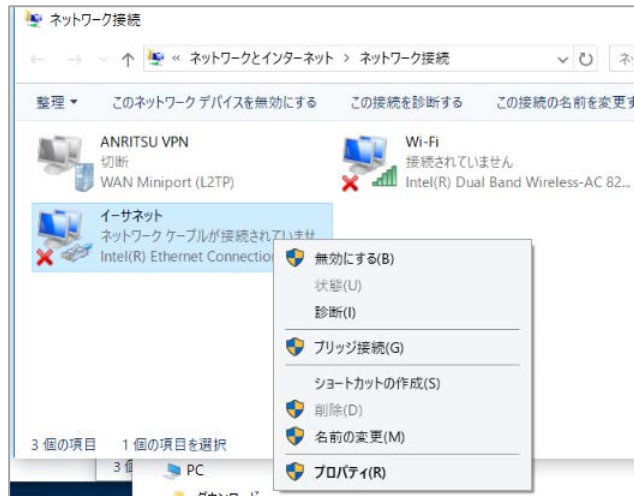 ネットワーク接続
« ネットワークとインターネット > ネットワーク接続
整理
このネットワーク デバイスを無効にする
この接続を診断する
この接続の名前を変更す
ANRITSU VPN
切断
WAN Miniport (L2TP)
Wi-Fi
接続されていません
Intel(R) Dual Band Wireless-AC 82...
イーサネット
ネットワーク ケーブルが接続されていませ
Intel(R) Ethernet Connection
無効にする(B)
状態(U)
診断(I)
ブリッジ接続(G)
ショートカットの作成(S)
削除(D)
名前の変更(M)
プロパティ(R)
3 個の項目
1 個の項目を選択
3 個
PC
ダウンロード